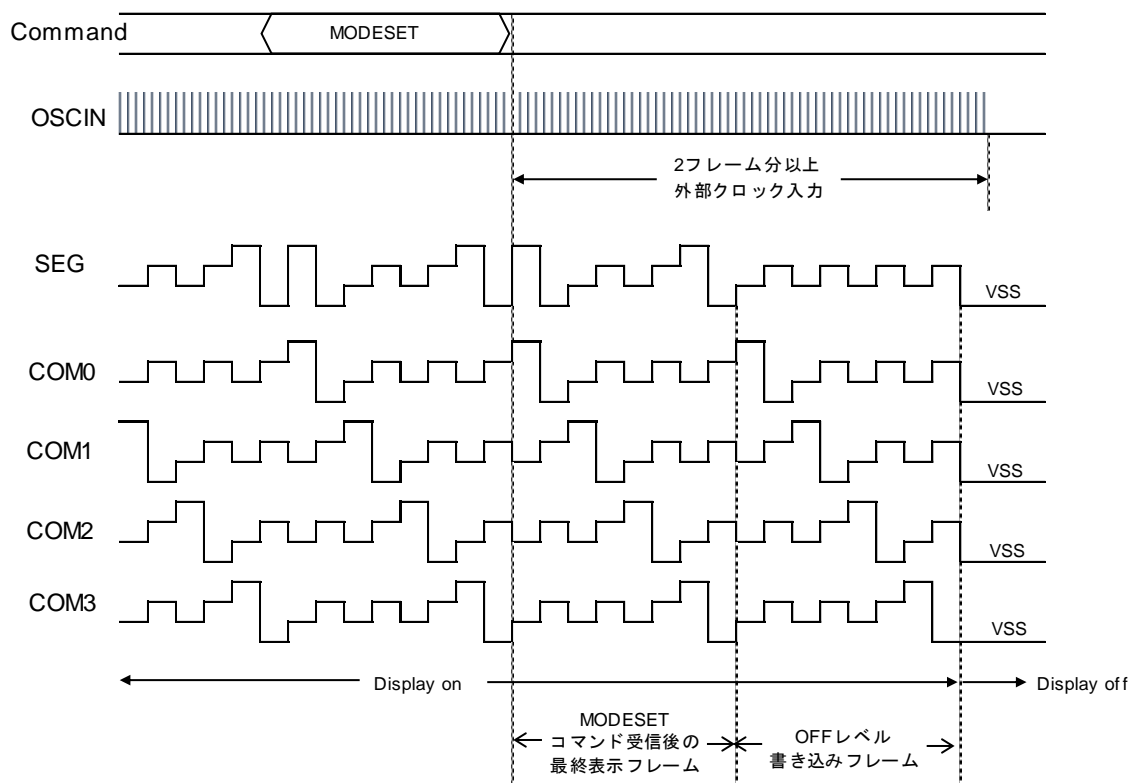 Command
MODESET
OSCIN
2フレーム分以上
外部クロック入力
SEG
VSS
COM0
VSS
COM1
VSS
COM2
VSS
COM3
VSS
Display on
Display off
MODESET
コマンド受信後の
最終表示フレーム
OFFレベル
書き込みフレーム